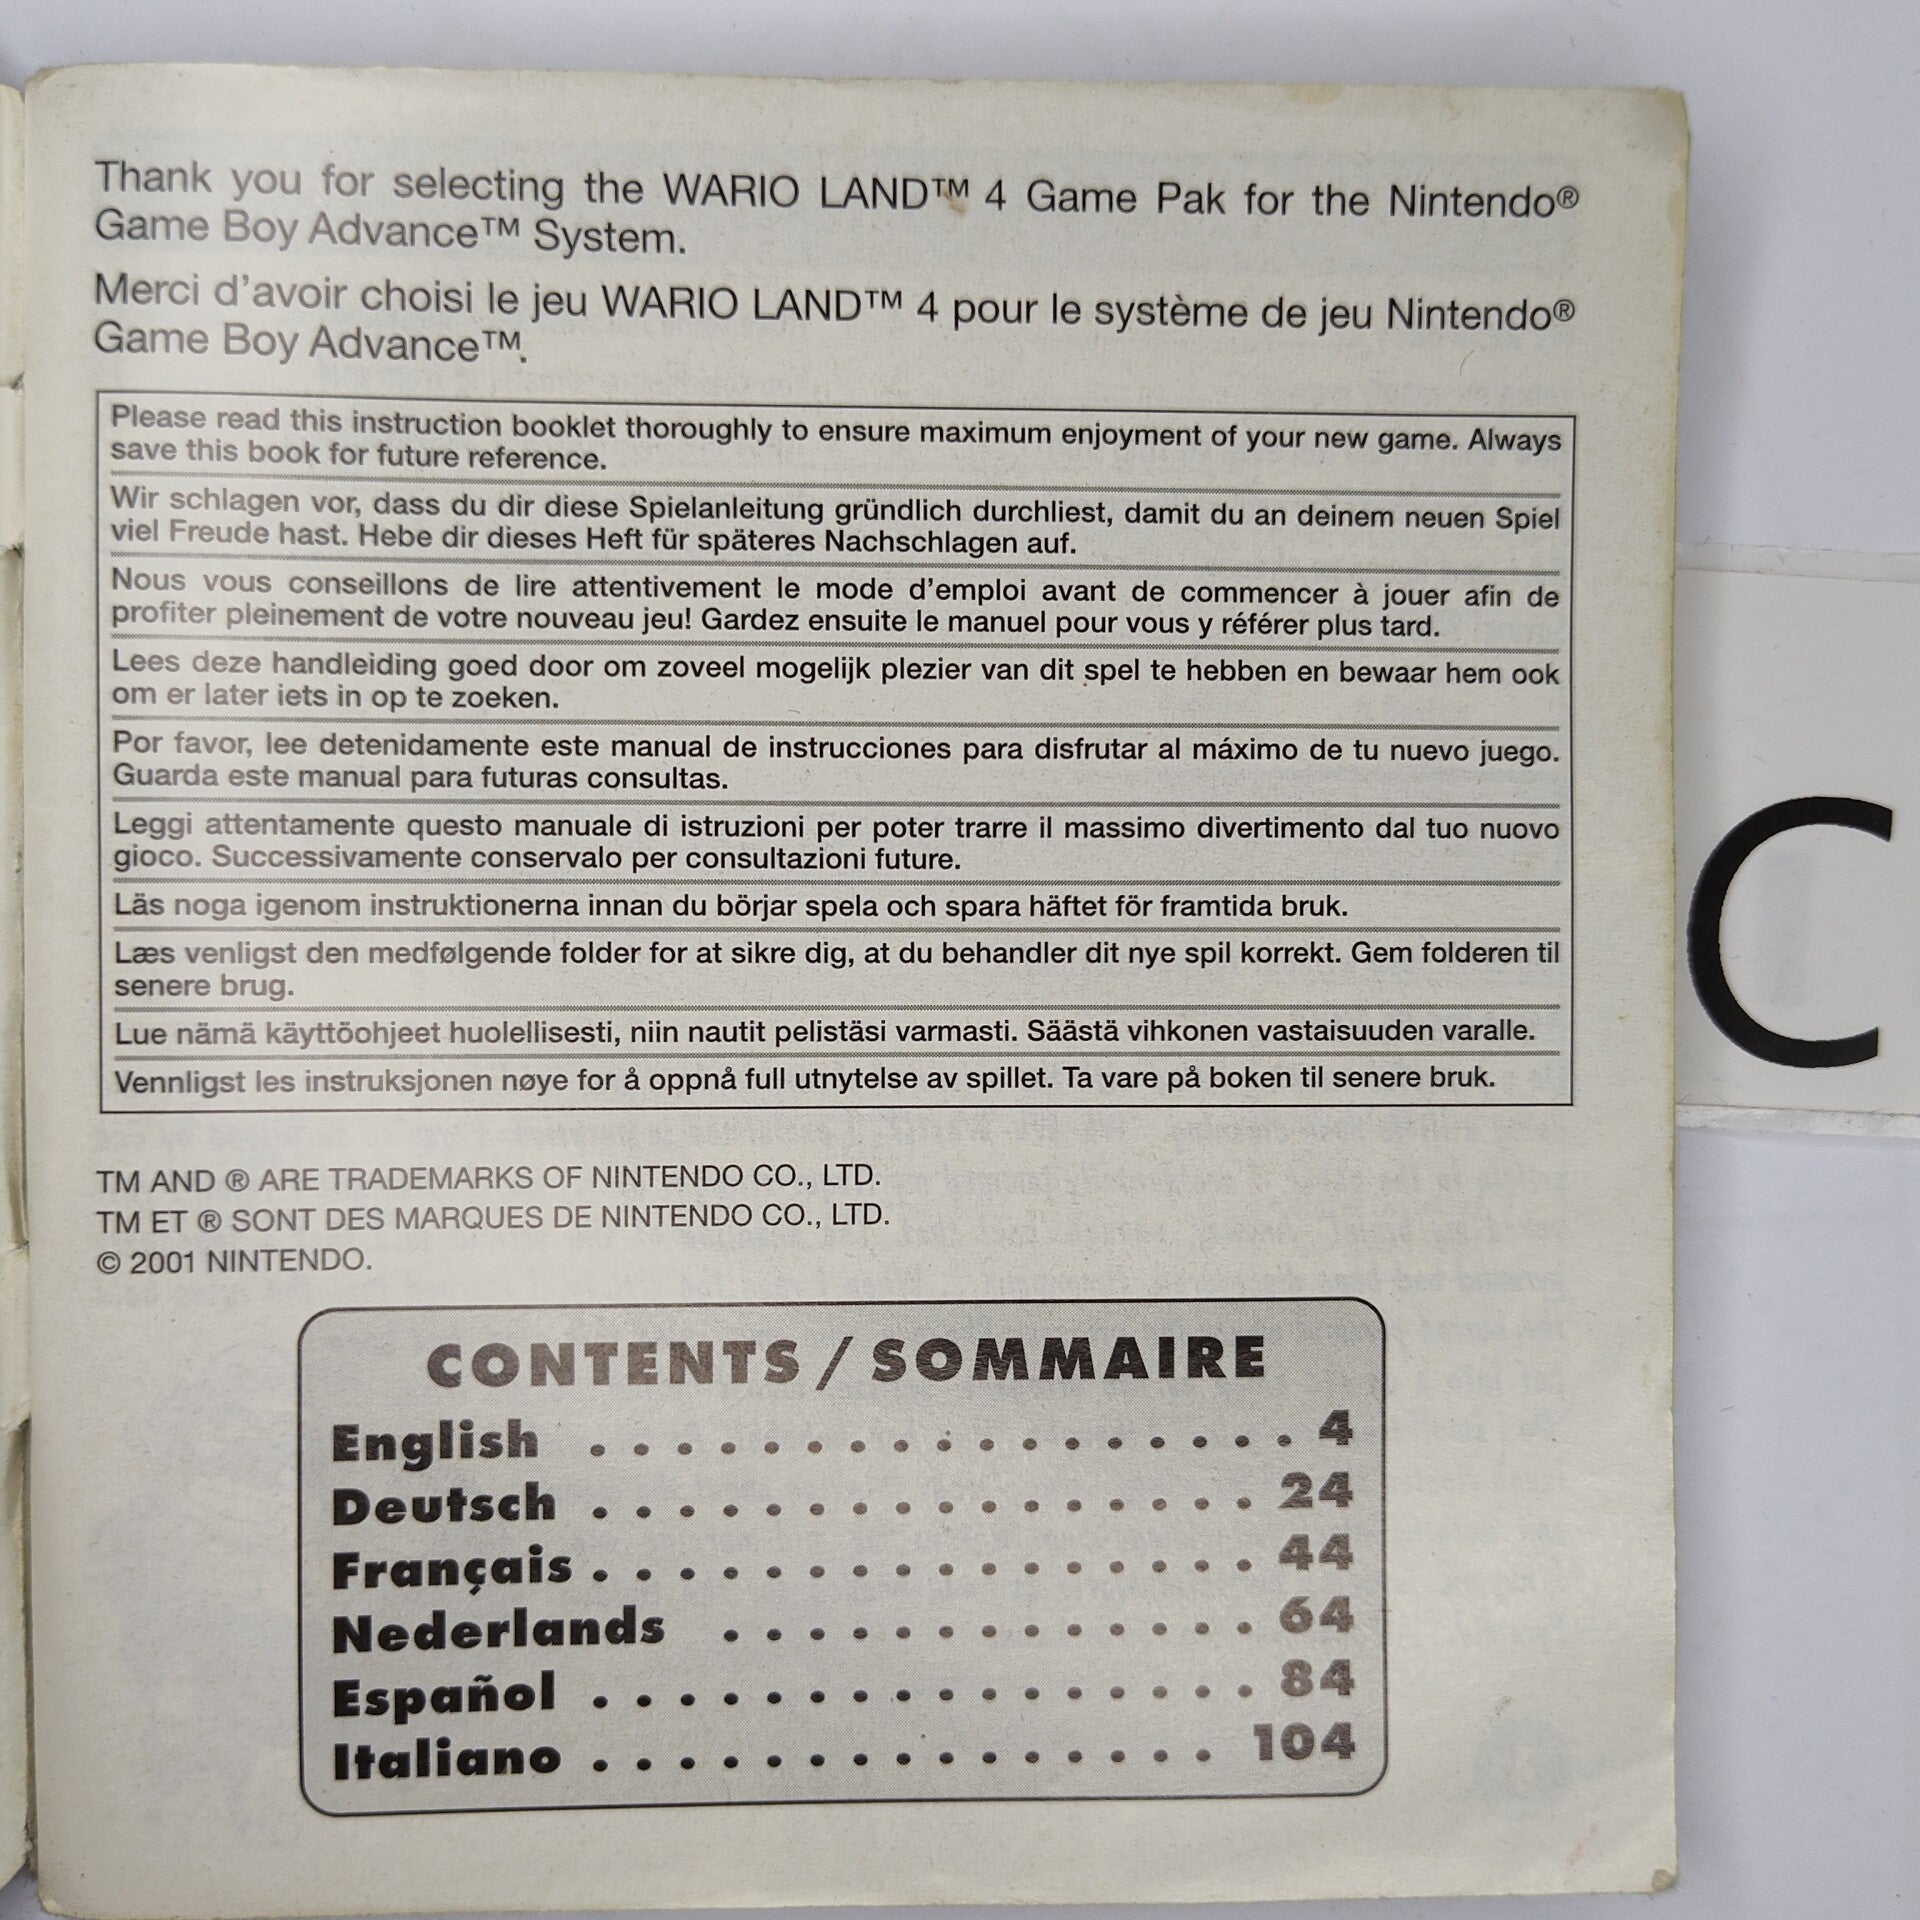 Thank you for selecting the WARIO LAND™ 4 Game Pak for the Nintendo®
Game Boy Advance™ System.
Merci d'avoir choisi le jeu WARIO LAND™ 4 pour le système de jeu Nintendo®
Game Boy Advance™.
Please read this instruction booklet thoroughly to ensure maximum enjoyment of your new game. Always
save this book for future reference.
Wir schlagen vor, dass du dir diese Spielanleitung gründlich durchliest, damit du an deinem neuen Spiel
viel Freude hast. Hebe dir dieses Heft für späteres Nachschlagen auf.
Nous vous conseillons de lire attentivement le mode d'emploi avant de commencer à jouer afin de
profiter pleinement de votre nouveau jeu! Gardez ensuite le manuel pour vous y référer plus tard.
Lees deze handleiding goed door om zoveel mogelijk plezier van dit spel te hebben en bewaar hem ook
om er later iets in op te zoeken.
Por favor, lee detenidamente este manual de instrucciones para disfrutar al máximo de tu nuevo juego.
Guarda este manual para futuras consultas.
Leggi attentamente questo manuale di istruzioni per poter trarre il massimo divertimento dal tuo nuovo
gioco. Successivamente conservalo per consultazioni future.
Läs noga igenom instruktionerna innan du börjar spela och spara häftet för framtida bruk.
Læs venligst den medfølgende folder for at sikre dig, at du behandler dit nye spil korrekt. Gem folderen til
senere brug.
Lue nämä käyttöohjeet huolellisesti, niin nautit pelistäsi varmasti. Säästä vihkonen vastaisuuden varalle.
Vennligst les instruksjonen nøye for å oppnå full utnytelse av spillet. Ta vare på boken til senere bruk.
TM AND ® ARE TRADEMARKS OF NINTENDO CO., LTD.
TM ET ® SONT DES MARQUES DE NINTENDO CO., LTD.
© 2001 NINTENDO.
CONTENTS / SOMMAIRE
English . . . . . . . . . . . . . . . . . 4
Deutsch . . . . . . . . . . . . . . . . 24
Français . . . . . . . . . . . . . . . . 44
Nederlands . . . . . . . . . . . . . 64
Español . . . . . . . . . . . . . . . . 84
Italiano . . . . . . . . . . . . . . . 104
C